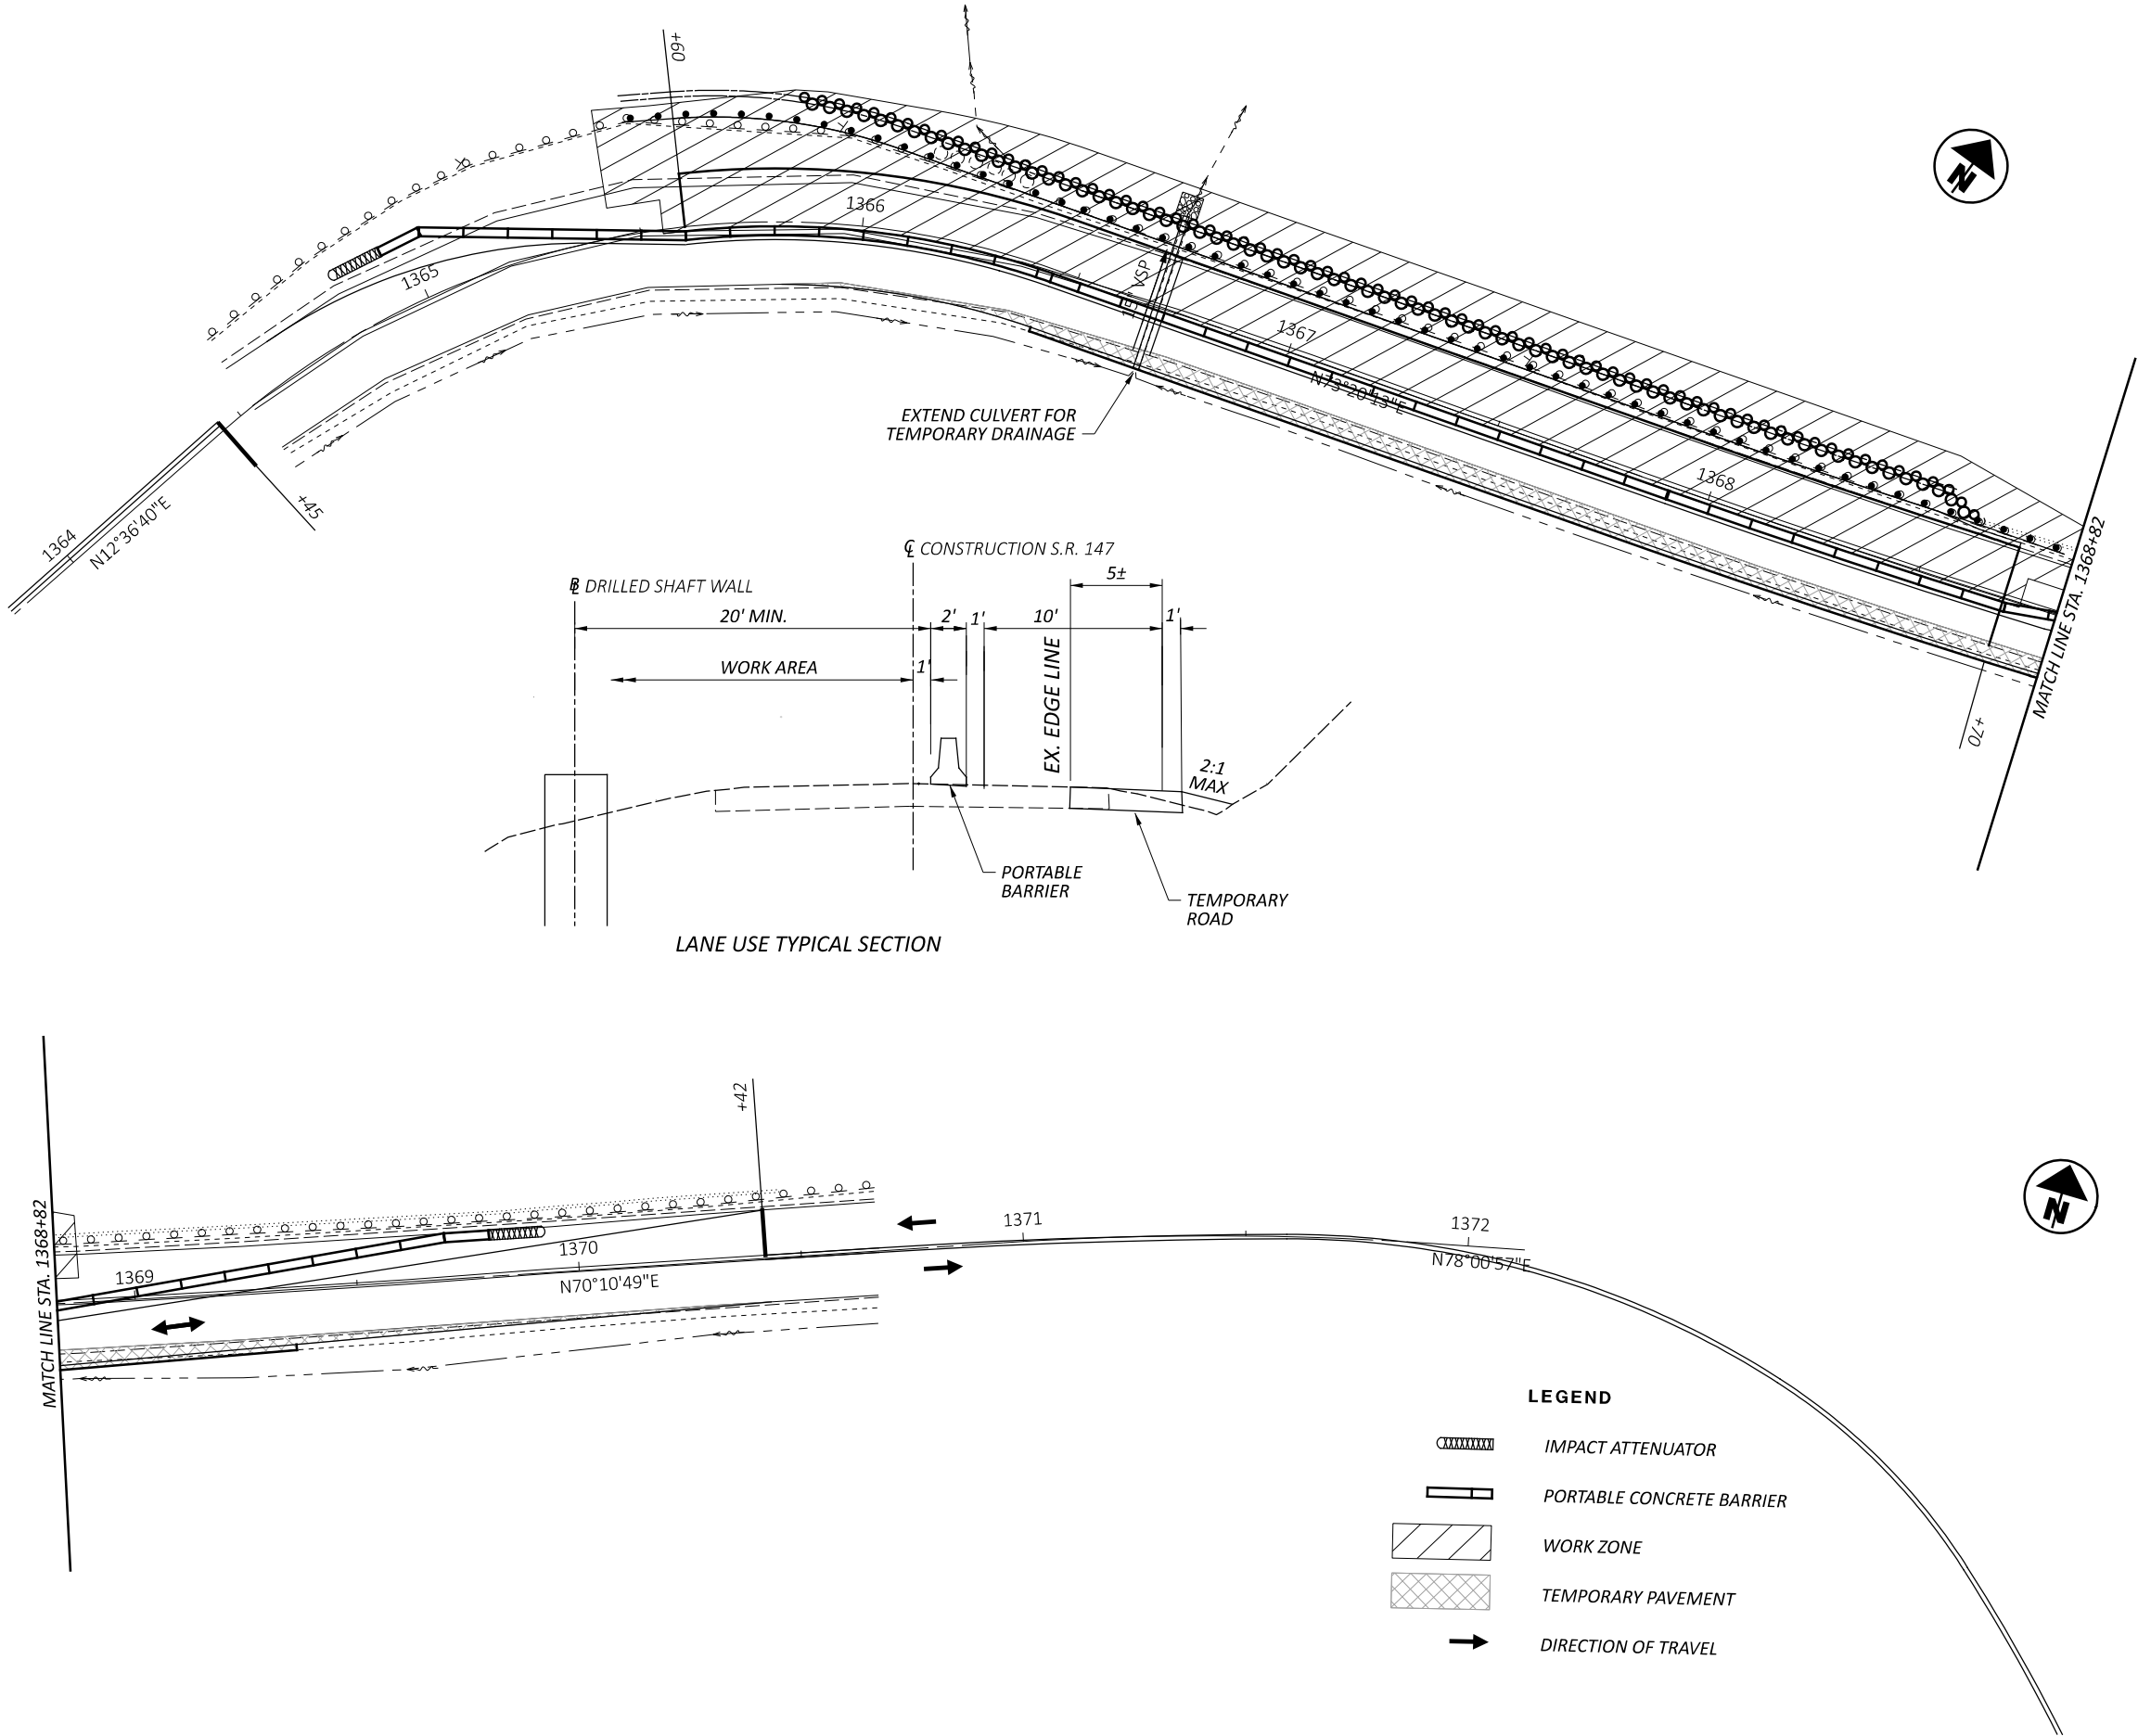 +60
1366
1365
1367
N73°20'13"E
1368
EXTEND CULVERT FOR
TEMPORARY DRAINAGE
1364
N12°36'40"E
+45
N
MATCH LINE STA. 1368+82
+70
℄ CONSTRUCTION S.R. 147
B DRILLED SHAFT WALL
5±
20' MIN.
2'
1'
10'
1'
WORK AREA
1'
EX. EDGE LINE
2:1
MAX
PORTABLE
BARRIER
TEMPORARY
ROAD
LANE USE TYPICAL SECTION
MATCH LINE STA. 1368+82
+42
1369
1370
N70°10'49"E
1371
1372
N78°00'57"E
N
LEGEND
IMPACT ATTENUATOR
PORTABLE CONCRETE BARRIER
WORK ZONE
TEMPORARY PAVEMENT
DIRECTION OF TRAVEL